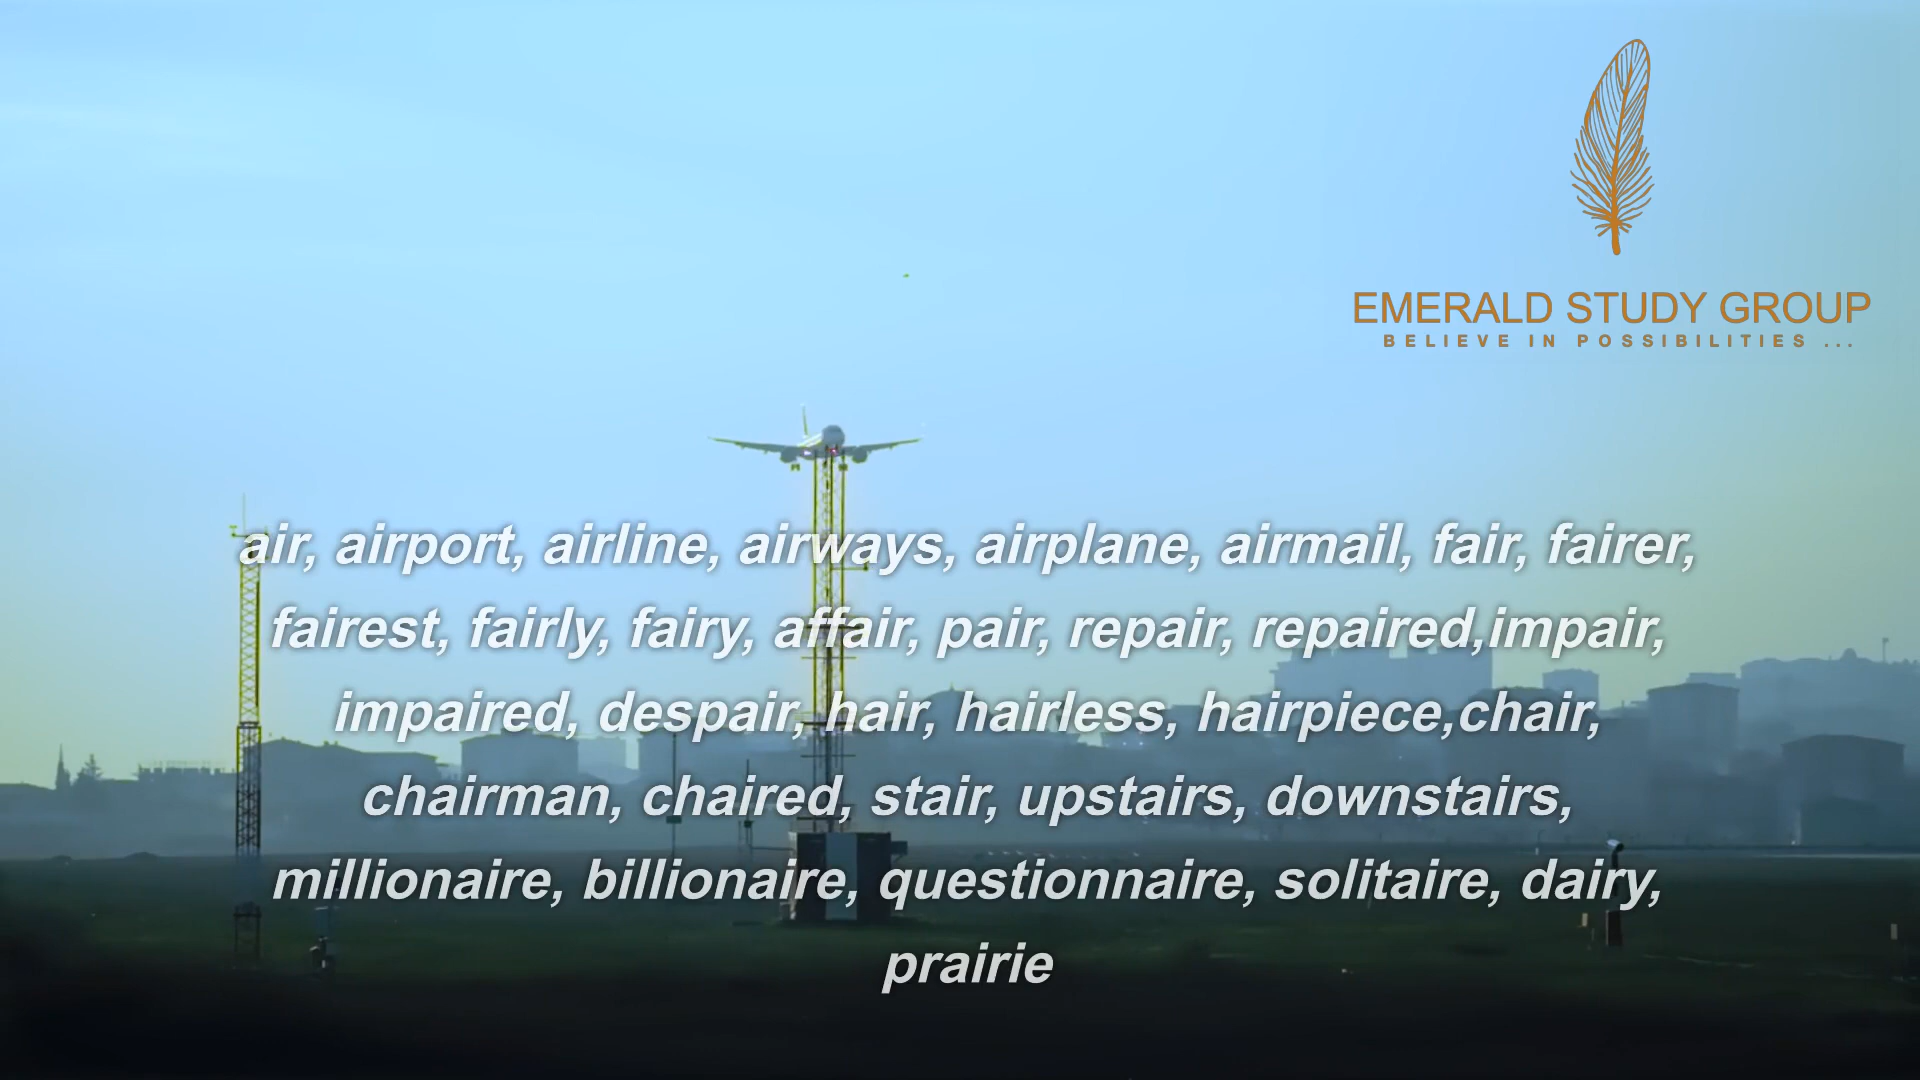 EMERALD STUDY GROUP
BELIEVE IN POSSIBILITIES ...
air, airport, airline, airways, airplane, airmail, fair, fairer,
fairest, fairly, fairy, affair, pair, repair, repaired,impair,
impaired, despair, hair, hairless, hairpiece,chair,
chairman, chaired, stair, upstairs, downstairs,
millionaire, billionaire, questionnaire, solitaire, dairy,
prairie